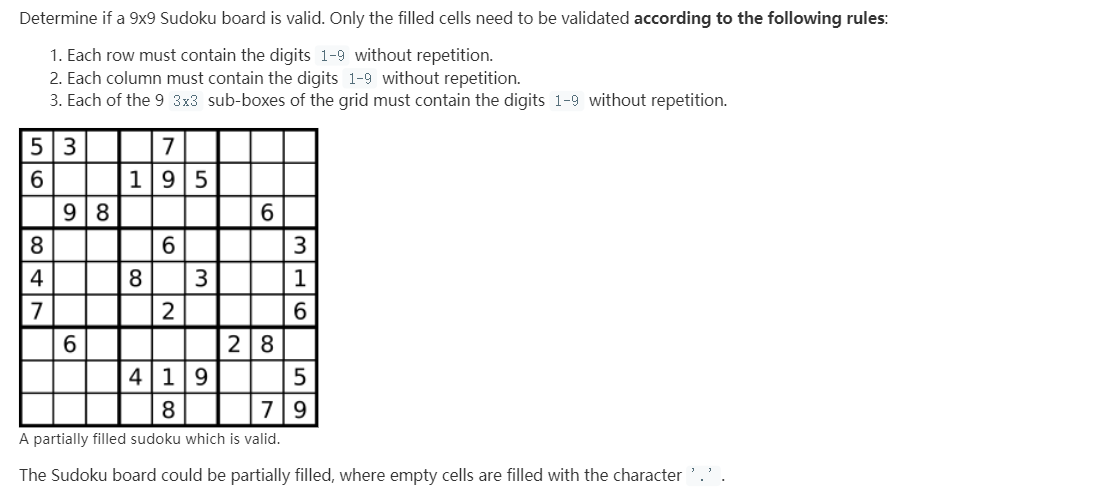 Determine if a 9x9 Sudoku board is valid. Only the filled cells need to be validated according to the following rules:
1. Each row must contain the digits 1-9 without repetition.
2. Each column must contain the digits 1-9 without repetition.
3. Each of the 9 3x3 sub-boxes of the grid must contain the digits 1-9 without repetition.
5 3 7
6 1 9 5
9 8 6
8 6 3
4 8 3 1
7 2 6
6 2 8
4 1 9 5
8 7 9
A partially filled sudoku which is valid.
The Sudoku board could be partially filled, where empty cells are filled with the character '.'.